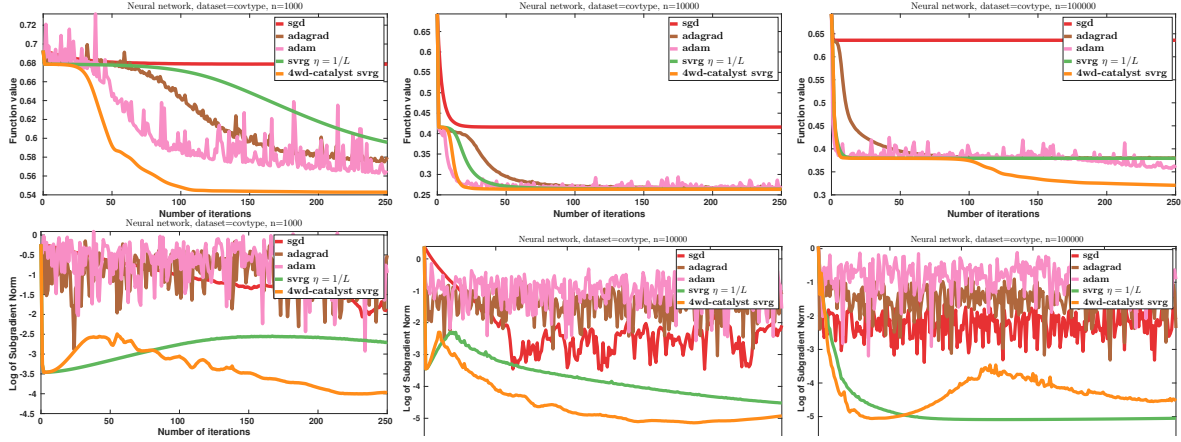 Neural network, dataset=covtype, n=1000
Function value
0.72
0.7
0.68
0.66
0.64
0.62
0.6
0.58
0.56
0.54
sgd
adagrad
adam
svrg η = 1/L
4wd-catalyst svrg
0 50 100 150 200 250
Number of iterations
Neural network, dataset=covtype, n=10000
Function value
0.65
0.6
0.55
0.5
0.45
0.4
0.35
0.3
0.25
sgd
adagrad
adam
svrg η = 1/L
4wd-catalyst svrg
0 50 100 150 200 250
Number of iterations
Neural network, dataset=covtype, n=100000
Function value
0.65
0.6
0.55
0.5
0.45
0.4
0.35
0.3
sgd
adagrad
adam
svrg η = 1/L
4wd-catalyst svrg
0 50 100 150 200 250
Number of iterations
Neural network, dataset=covtype, n=1000
Log of Subgradient Norm
0
-0.5
-1
-1.5
-2
-2.5
-3
-3.5
-4
-4.5
sgd
adagrad
adam
svrg η = 1/L
4wd-catalyst svrg
0 50 100 150 200 250
Number of iterations
Neural network, dataset=covtype, n=10000
Log of Subgradient Norm
0
-1
-2
-3
-4
-5
sgd
adagrad
adam
svrg η = 1/L
4wd-catalyst svrg
Neural network, dataset=covtype, n=100000
Log of Subgradient Norm
0
-1
-2
-3
-4
-5
sgd
adagrad
adam
svrg η = 1/L
4wd-catalyst svrg